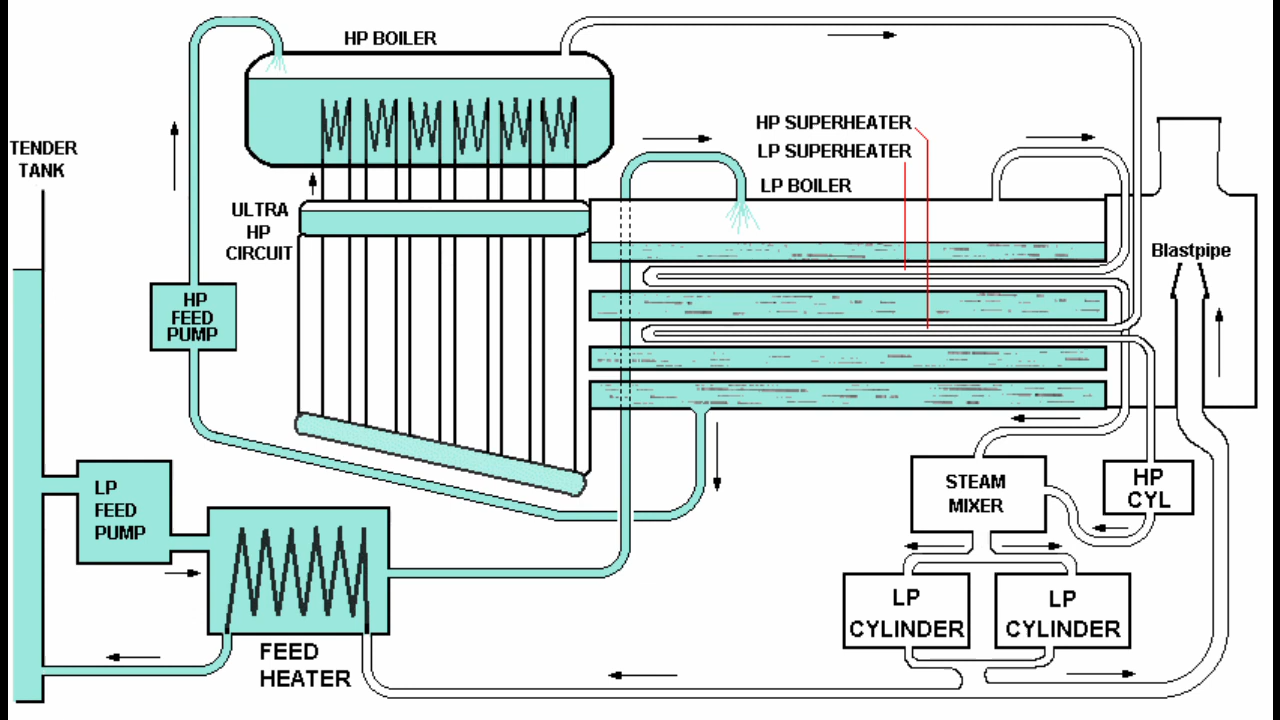 HP BOILER
TENDER
TANK
HP SUPERHEATER
LP SUPERHEATER
LP BOILER
ULTRA
HP
CIRCUIT
Blastpipe
HP
FEED
PUMP
LP
FEED
PUMP
STEAM
MIXER
HP
CYL
LP
CYLINDER
LP
CYLINDER
FEED
HEATER